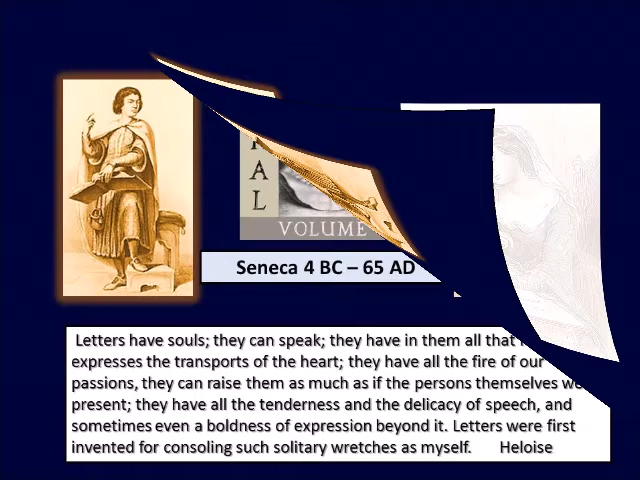 A
L
VOLUME
Seneca 4 BC – 65 AD
Letters have souls; they can speak; they have in them all that
expresses the transports of the heart; they have all the fire of our
passions, they can raise them as much as if the persons themselves
present; they have all the tenderness and the delicacy of speech, and
sometimes even a boldness of expression beyond it. Letters were first
invented for consoling such solitary wretches as myself. Heloise